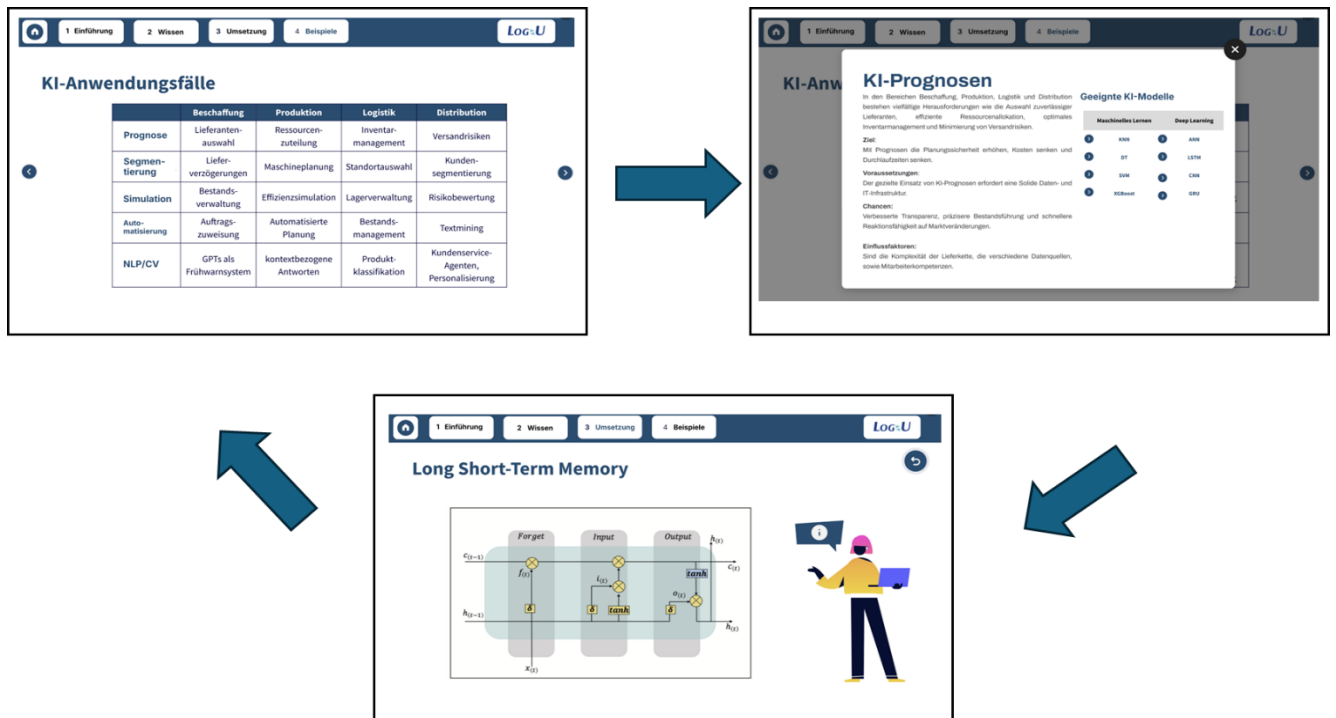 1 Einführung
2 Wissen
3 Umsetzung
4 Beispiele
LOG:U
KI-Anwendungsfälle
Beschaffung Produktion Logistik Distribution
Prognose
Lieferanten-
auswahl
Ressourcen-
zuteilung
Inventar-
management
Versandrisiken
Segmen-
tierung
Liefer-
verzögerungen
Maschineplanung
Standortauswahl
Kunden-
segmentierung
Simulation
Bestands-
verwaltung
Effizienzsimulation
Lagerverwaltung
Risikobewertung
Auto-
matisierung
Auftrags-
zuweisung
Automatisierte
Planung
Bestands-
management
Textmining
NLP/CV
GPTs als
Frühwarnsystem
kontextbezogene
Antworten
Produkt-
klassifikation
Kundenservice-
Agenten,
Personalisierung
1 Einführung
2 Wissen
3 Umsetzung
4 Beispiele
LOG:U
KI-Anw
KI-Prognosen
In den Bereichen Beschaffung, Produktion, Logistik und Distribution
bestehen vielfältige Herausforderungen wie die Auswahl zuverlässiger
Lieferanten, effiziente Ressourcenallokation, optimales
Inventarmanagement und Minimierung von Versandrisiken.
Ziel:
Mit Prognosen die Planungssicherheit erhöhen, Kosten senken und
Durchlaufzeiten senken.
Voraussetzungen:
Der gezielte Einsatz von KI-Prognosen erfordert eine Solide Daten- und
IT-Infrastruktur.
Chancen:
Verbesserte Transparenz, präzisere Bestandsführung und schnellere
Reaktionsfähigkeit auf Marktveränderungen.
Einflussfaktoren:
Sind die Komplexität der Lieferkette, die verschiedene Datenquellen,
sowie Mitarbeiterkompetenzen.
Geeignte KI-Modelle
Maschinelles Lernen Deep Learning
KNN ANN
DT LSTM
SVM CNN
XGBoost GRU
1 Einführung
2 Wissen
3 Umsetzung
4 Beispiele
LOG:U
Long Short-Term Memory
Forget Input Output
h(t)
c(t-1)
c(t)
f(t)
i(t)
tanh
o(t)
h(t-1)
δ
δ
tanh
δ
h(t)
x(t)
i